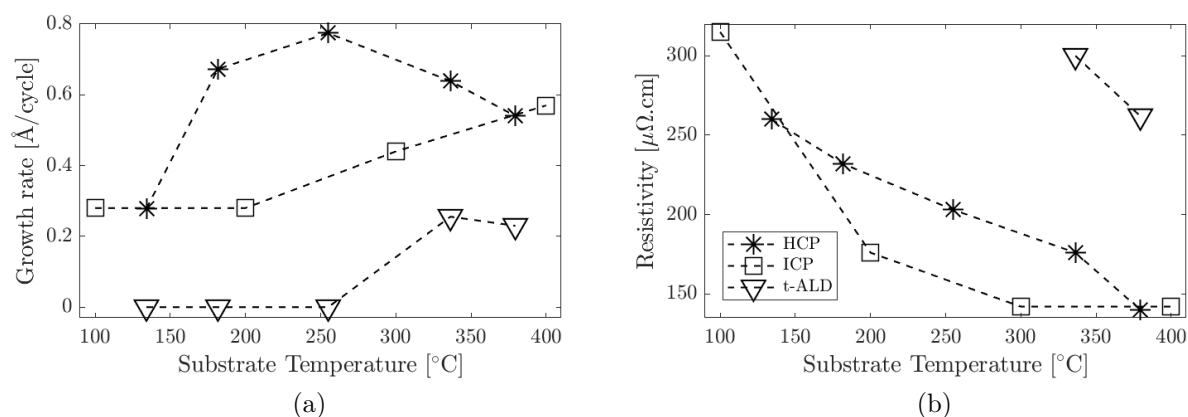 0.8
0.6
0.4
0.2
0
Growth rate [Å/cycle]
100 150 200 250 300 350 400
Substrate Temperature [°C]
(a)
300
250
200
150
Resistivity [μΩ.cm]
HCP
ICP
t-ALD
100 150 200 250 300 350 400
Substrate Temperature [°C]
(b)